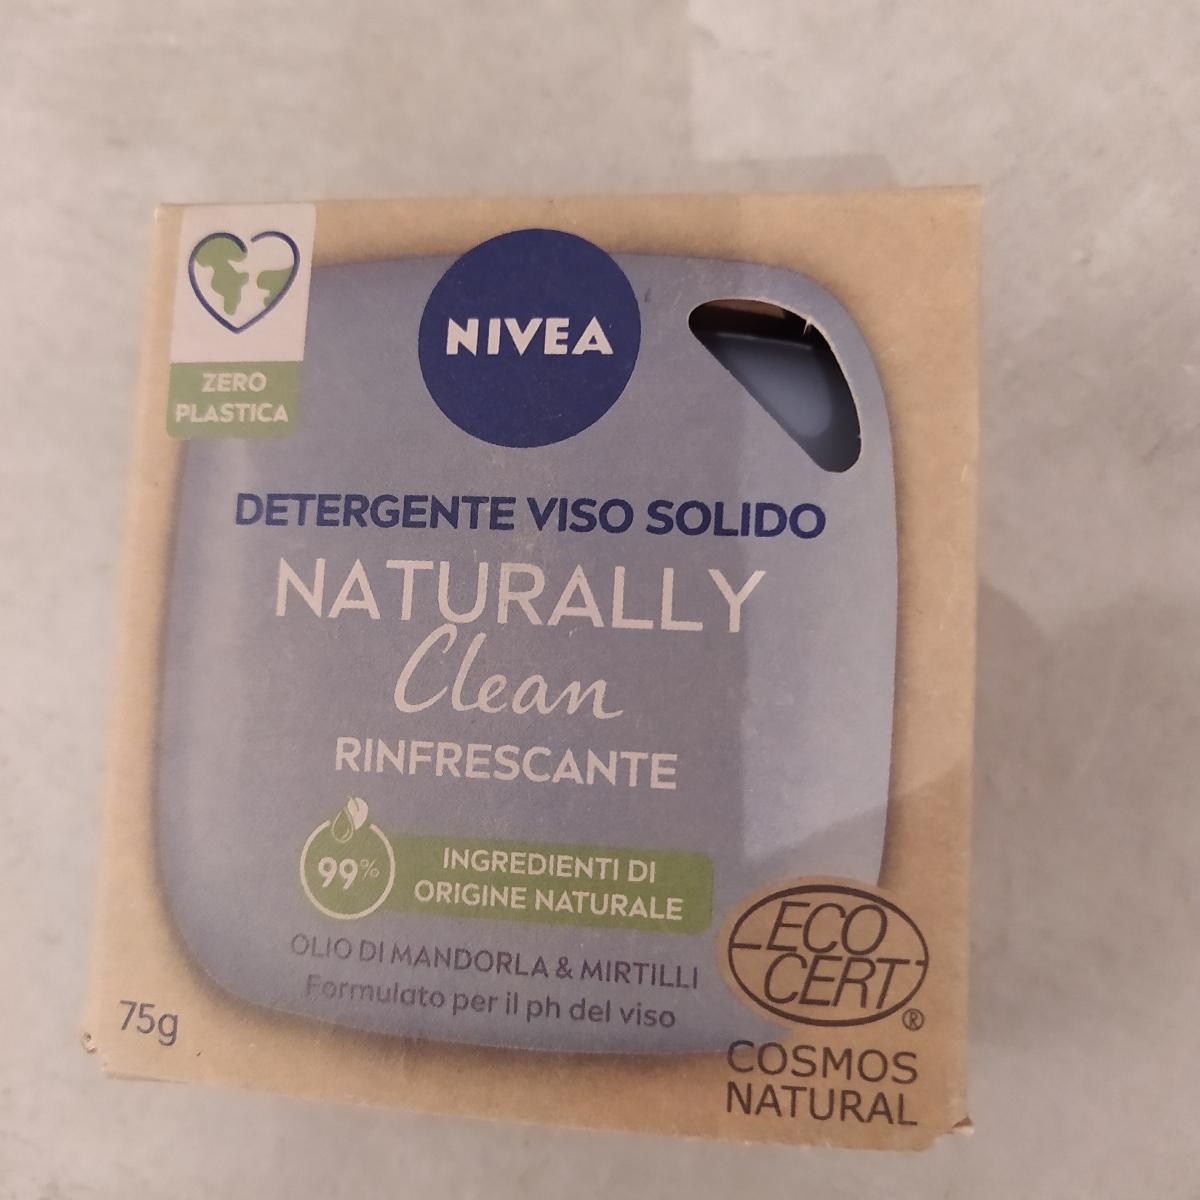 ZERO
PLASTICA
NIVEA
DETERGENTE VISO SOLIDO
NATURALLY
Clean
RINFRESCANTE
99%
INGREDIENTI DI
ORIGINE NATURALE
OLIO DI MANDORLA & MIRTILLI
Formulato per il ph del viso
75g
ECO
CERT®
COSMOS
NATURAL